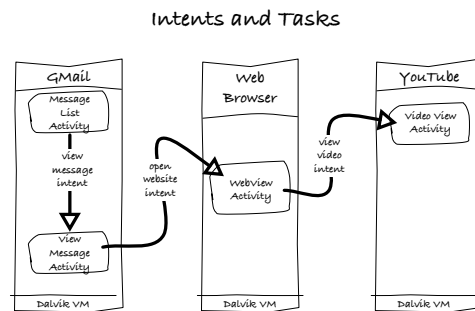 Intents and Tasks
GMail
Message
List
Activity
view
message
intent
View
Message
Activity
Dalvik VM
open
website
intent
Web
Browser
Webview
Activity
Dalvik VM
view
video
intent
YouTube
Video View
Activity
Dalvik VM